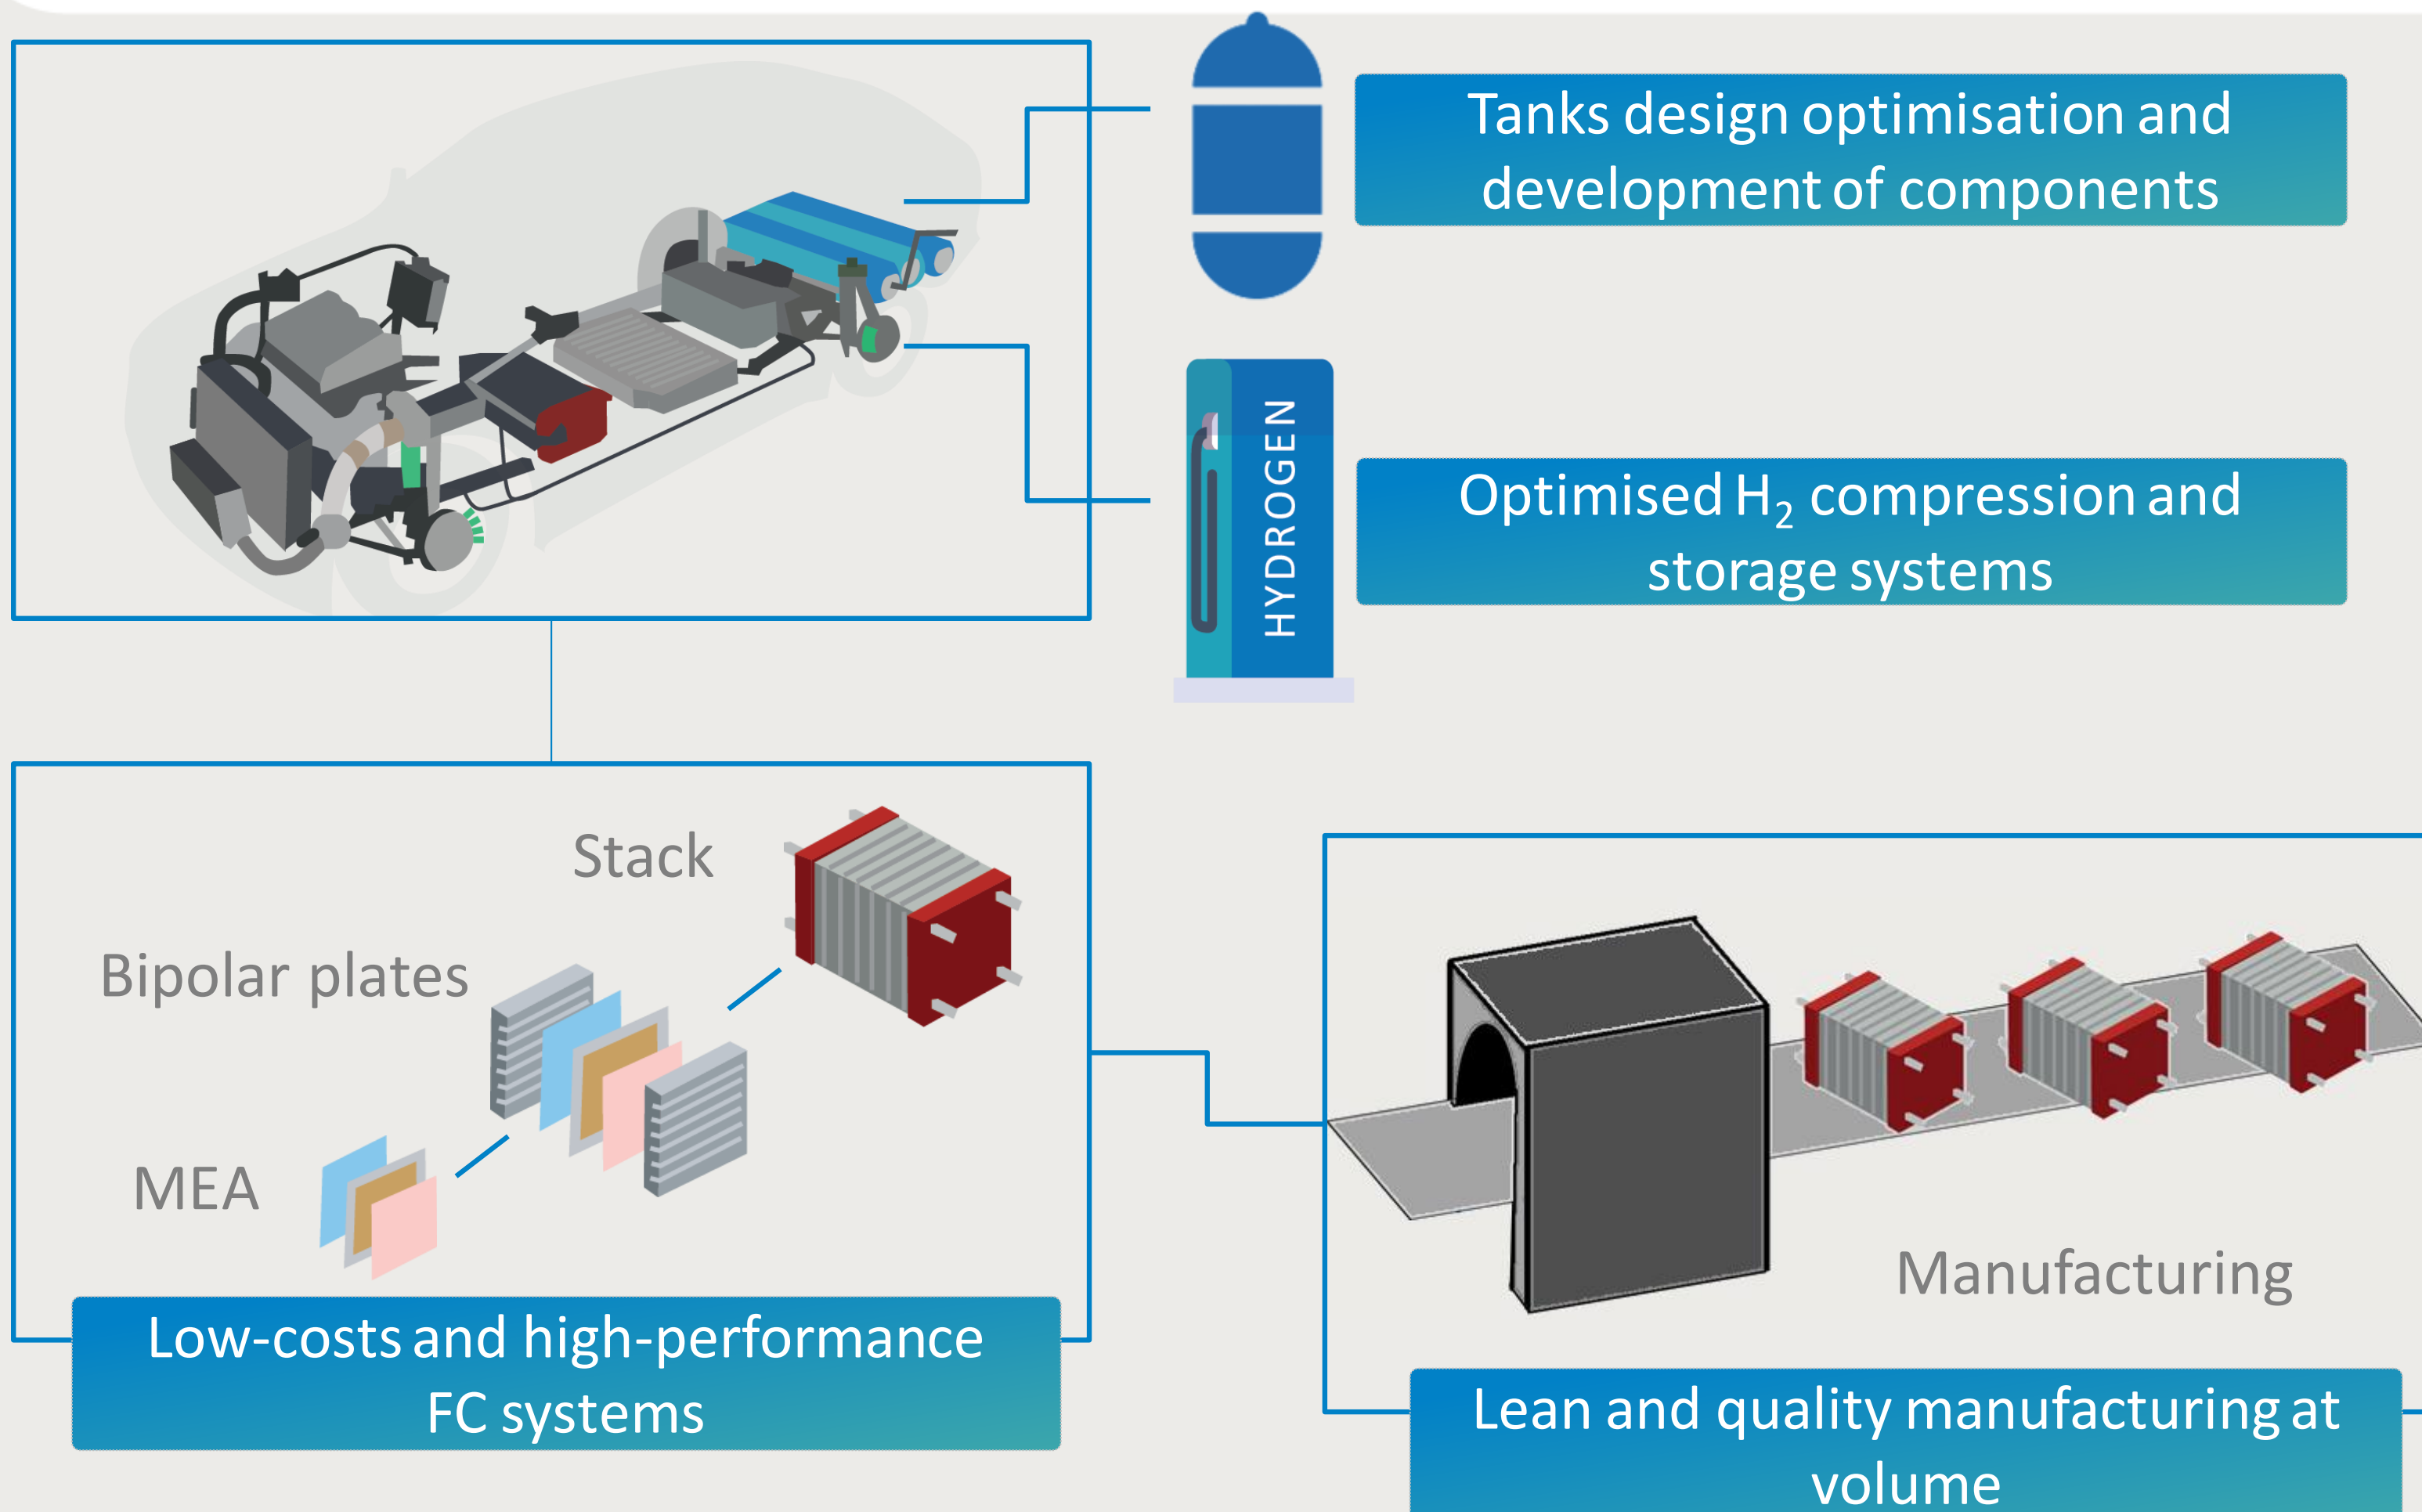 Tanks design optimisation and
development of components
HYDROGEN
Optimised H₂ compression and
storage systems
Stack
Bipolar plates
MEA
Low-costs and high-performance
FC systems
Manufacturing
Lean and quality manufacturing at
volume